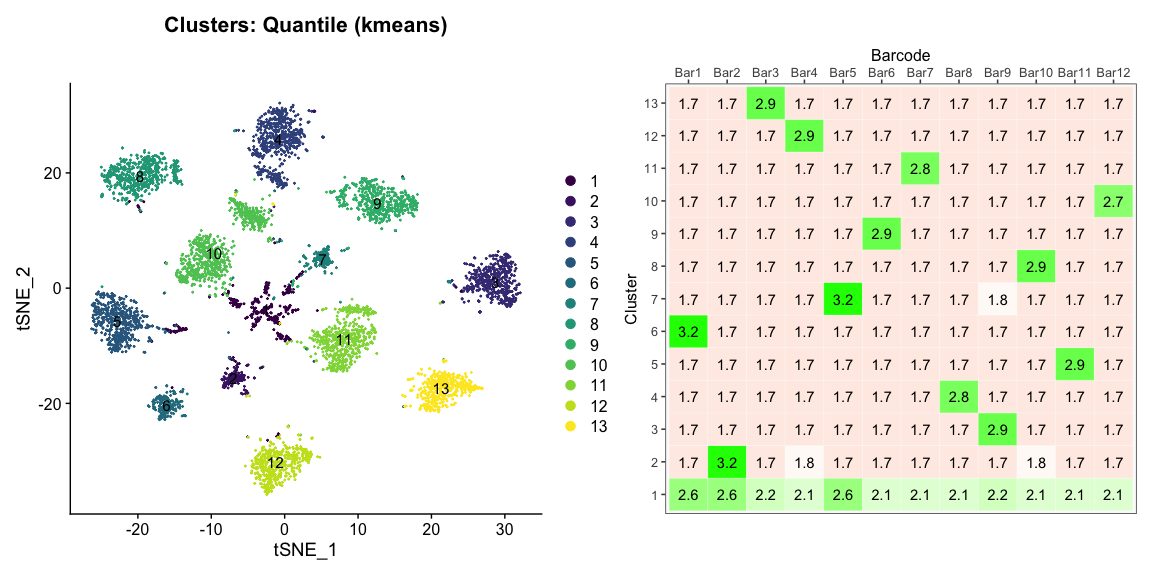 Clusters: Quantile (kmeans)
tSNE_2
20
0
-20
-20
-10
0
10
20
30
tSNE_1
4
8
9
10
7
3
5
11
2
6
13
12
1
2
3
4
5
6
7
8
9
10
11
12
13
Barcode
Bar1 Bar2 Bar3 Bar4 Bar5 Bar6 Bar7 Bar8 Bar9 Bar10 Bar11 Bar12
Cluster
13 1.7 1.7 2.9 1.7 1.7 1.7 1.7 1.7 1.7 1.7 1.7 1.7
12 1.7 1.7 1.7 2.9 1.7 1.7 1.7 1.7 1.7 1.7 1.7 1.7
11 1.7 1.7 1.7 1.7 1.7 1.7 2.8 1.7 1.7 1.7 1.7 1.7
10 1.7 1.7 1.7 1.7 1.7 1.7 1.7 1.7 1.7 1.7 1.7 2.7
9 1.7 1.7 1.7 1.7 1.7 2.9 1.7 1.7 1.7 1.7 1.7 1.7
8 1.7 1.7 1.7 1.7 1.7 1.7 1.7 1.7 1.7 2.9 1.7 1.7
7 1.7 1.7 1.7 1.7 3.2 1.7 1.7 1.7 1.8 1.7 1.7 1.7
6 3.2 1.7 1.7 1.7 1.7 1.7 1.7 1.7 1.7 1.7 1.7 1.7
5 1.7 1.7 1.7 1.7 1.7 1.7 1.7 1.7 1.7 1.7 2.9 1.7
4 1.7 1.7 1.7 1.7 1.7 1.7 1.7 2.8 1.7 1.7 1.7 1.7
3 1.7 1.7 1.7 1.7 1.7 1.7 1.7 1.7 2.9 1.7 1.7 1.7
2 1.7 3.2 1.7 1.8 1.7 1.7 1.7 1.7 1.7 1.8 1.7 1.7
1 2.6 2.6 2.2 2.1 2.6 2.1 2.1 2.1 2.2 2.1 2.1 2.1